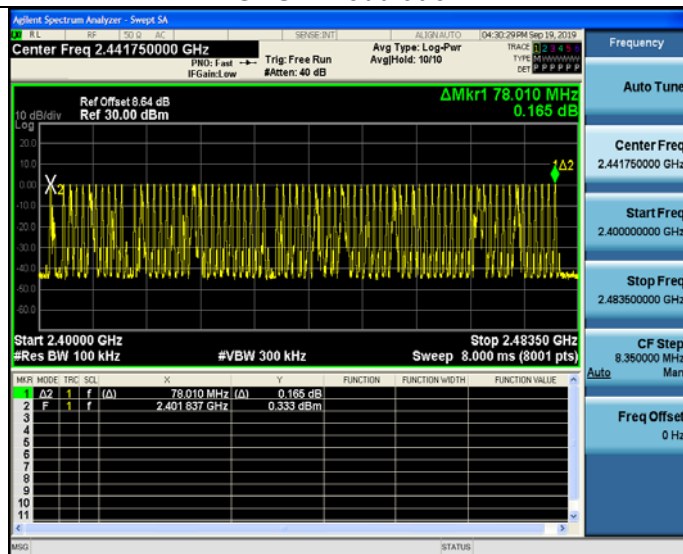 Agilent Spectrum Analyzer - Swept SA
RL RF 50 Ω AC SENSE:INT ALIGN AUTO 04:30:29 PM Sep 19, 2019
Center Freq 2.441750000 GHz
PNO: Fast
IFGain:Low
Trig: Free Run
#Atten: 40 dB
Avg Type: Log-Pwr
Avg|Hold: 10/10
TRACE 1 2 3 4 5 6
TYPE M
DET P P P P P P
Frequency
Auto Tune
Center Freq
2.441750000 GHz
Start Freq
2.400000000 GHz
Stop Freq
2.483500000 GHz
CF Step
8.350000 MHz
Auto Man
Freq Offset
0 Hz
Ref Offset 8.64 dB
10 dB/div Ref 30.00 dBm
Log
ΔMkr1 78.010 MHz
0.165 dB
20.0
10.0
0.00
-10.0
-20.0
-30.0
-40.0
-50.0
-60.0
X2
1Δ2
Start 2.40000 GHz Stop 2.48350 GHz
#Res BW 100 kHz #VBW 300 kHz Sweep 8.000 ms (8001 pts)
MKR MODE TRC SCL X Y FUNCTION FUNCTION WIDTH FUNCTION VALUE
1 Δ2 1 f (Δ) 78.010 MHz (Δ) 0.165 dB
2 F 1 f 2.401 837 GHz 0.333 dBm
3
4
5
6
7
8
9
10
11
MSG STATUS